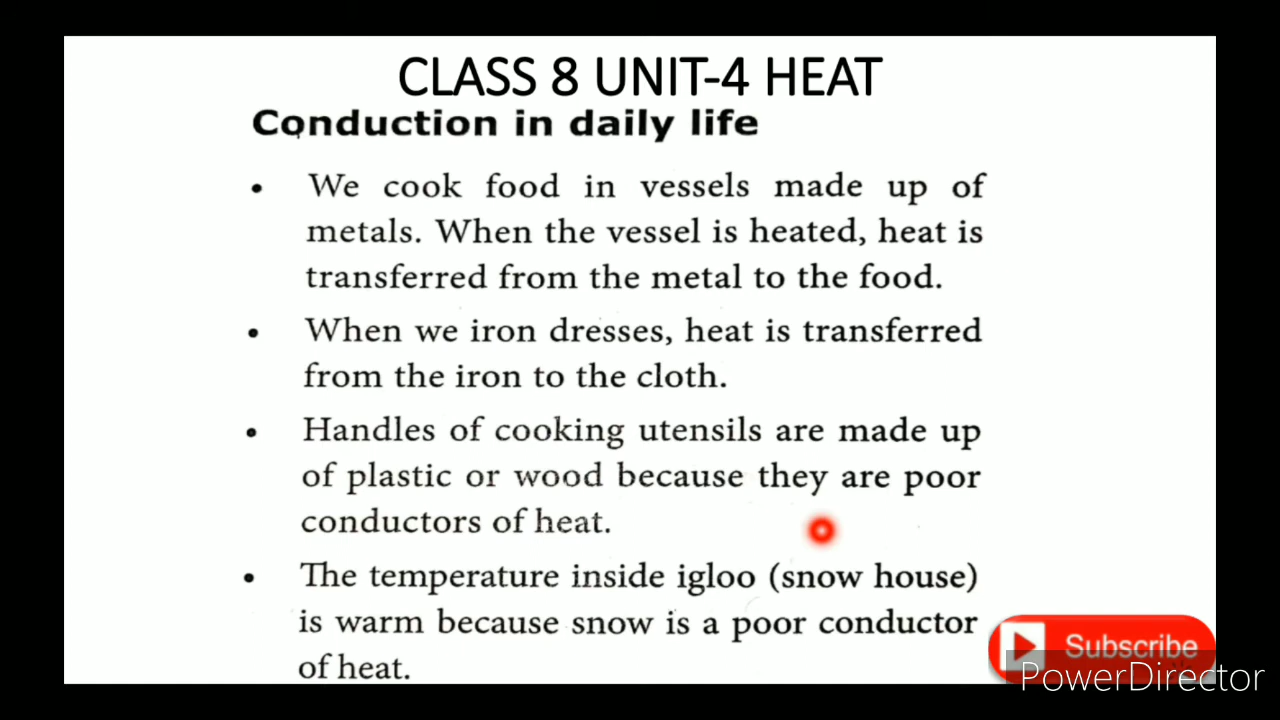 CLASS 8 UNIT-4 HEAT
Conduction in daily life
• We cook food in vessels made up of
metals. When the vessel is heated, heat is
transferred from the metal to the food.
• When we iron dresses, heat is transferred
from the iron to the cloth.
• Handles of cooking utensils are made up
of plastic or wood because they are poor
conductors of heat.
• The temperature inside igloo (snow house)
is warm because snow is a poor conductor
of heat.
Subscribe
PowerDirector